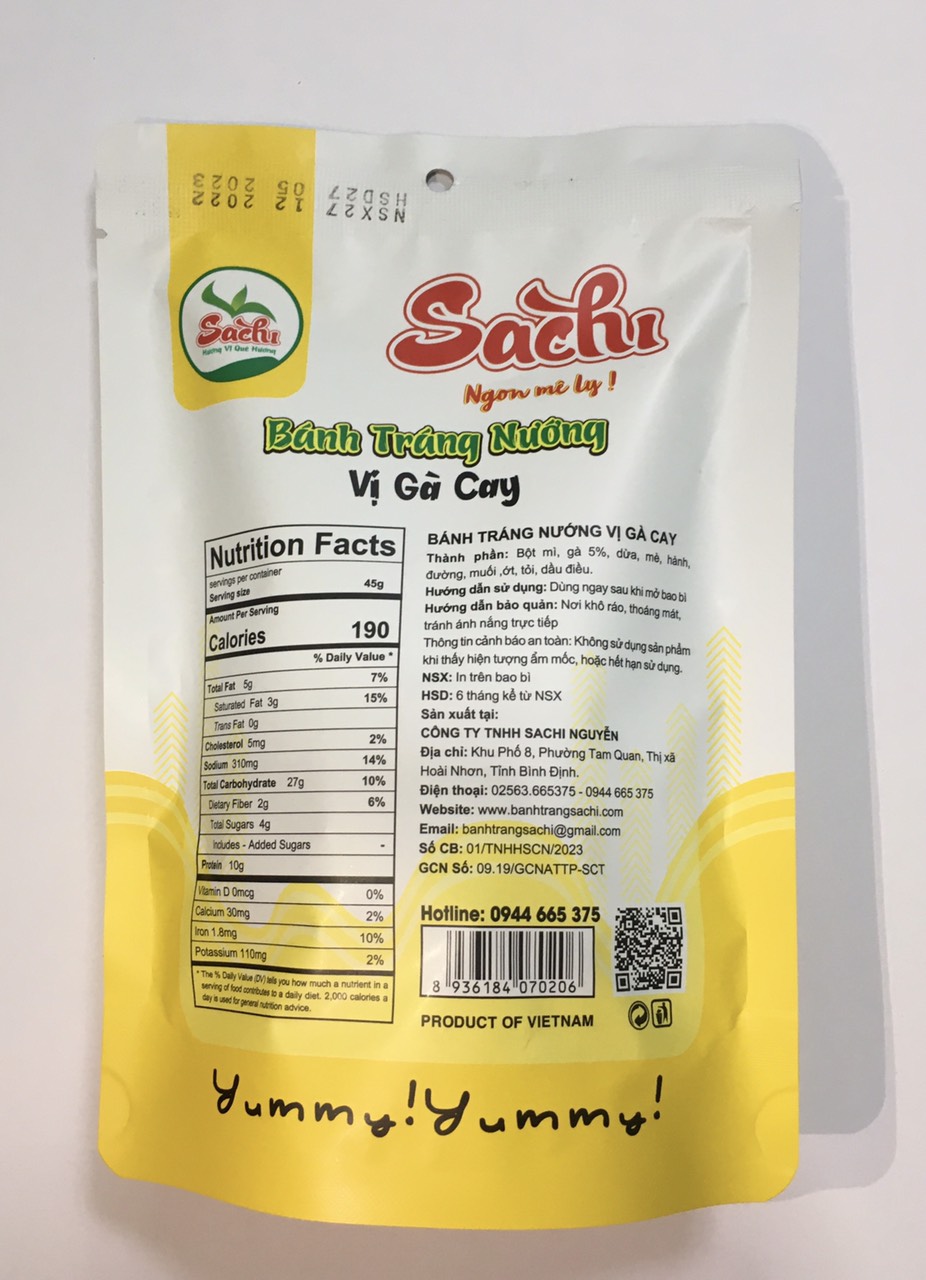 NSX27 12 2022
HSD27 05 2023
Sachi
Hương Vị Quê Hương
Sachi
Ngon mê ly !
Bánh Tráng Nướng
Vị Gà Cay
Nutrition Facts
servings per container
Serving size 45g
Amount Per Serving
Calories 190
% Daily Value *
Total Fat 5g 7%
Saturated Fat 3g 15%
Trans Fat 0g
Cholesterol 5mg 2%
Sodium 310mg 14%
Total Carbohydrate 27g 10%
Dietary Fiber 2g 6%
Total Sugars 4g
Includes - Added Sugars -
Protein 10g
Vitamin D 0mcg 0%
Calcium 30mg 2%
Iron 1.8mg 10%
Potassium 110mg 2%
* The % Daily Value (DV) tells you how much a nutrient in a
serving of food contributes to a daily diet. 2,000 calories a
day is used for general nutrition advice.
BÁNH TRÁNG NƯỚNG VỊ GÀ CAY
Thành phần: Bột mì, gà 5%, dừa, mè, hành,
đường, muối ,ớt, tỏi, dầu điều.
Hướng dẫn sử dụng: Dùng ngay sau khi mở bao bì
Hướng dẫn bảo quản: Nơi khô ráo, thoáng mát,
tránh ánh nắng trực tiếp
Thông tin cảnh báo an toàn: Không sử dụng sản phẩm
khi thấy hiện tượng ẩm mốc, hoặc hết hạn sử dụng.
NSX: In trên bao bì
HSD: 6 tháng kể từ NSX
Sản xuất tại:
CÔNG TY TNHH SACHI NGUYỄN
Địa chỉ: Khu Phố 8, Phường Tam Quan, Thị xã
Hoài Nhơn, Tỉnh Bình Định.
Điện thoại: 02563.665375 - 0944 665 375
Website: www.banhtrangsachi.com
Email: banhtrangsachi@gmail.com
Số CB: 01/TNHHSCN/2023
GCN Số: 09.19/GCNATTP-SCT
Hotline: 0944 665 375
8 936184 070206
PRODUCT OF VIETNAM
Yummy! Yummy!